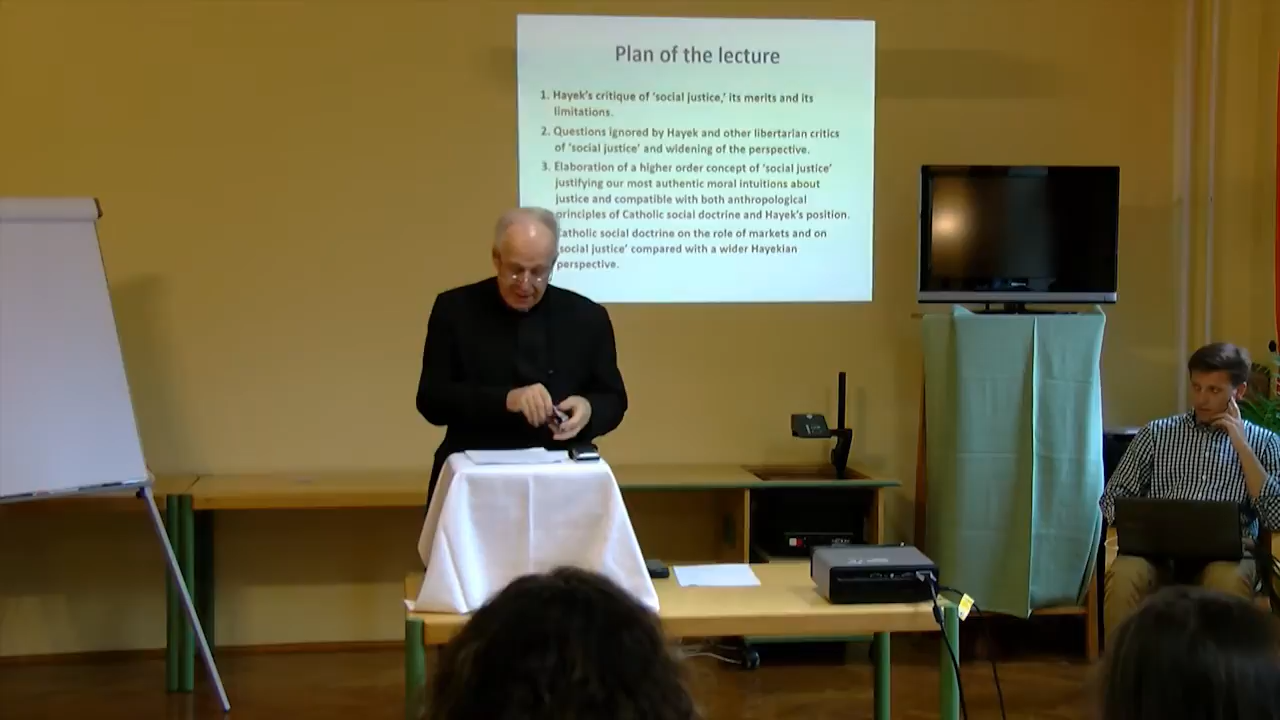 Plan of the lecture
1. Hayek's critique of 'social justice,' its merits and its
limitations.
2. Questions ignored by Hayek and other libertarian critics
of 'social justice' and widening of the perspective.
3. Elaboration of a higher order concept of 'social justice'
justifying our most authentic moral intuitions about
justice and compatible with both anthropological
principles of Catholic social doctrine and Hayek's position.
Catholic social doctrine on the role of markets and on
social justice' compared with a wider Hayekian
perspective.